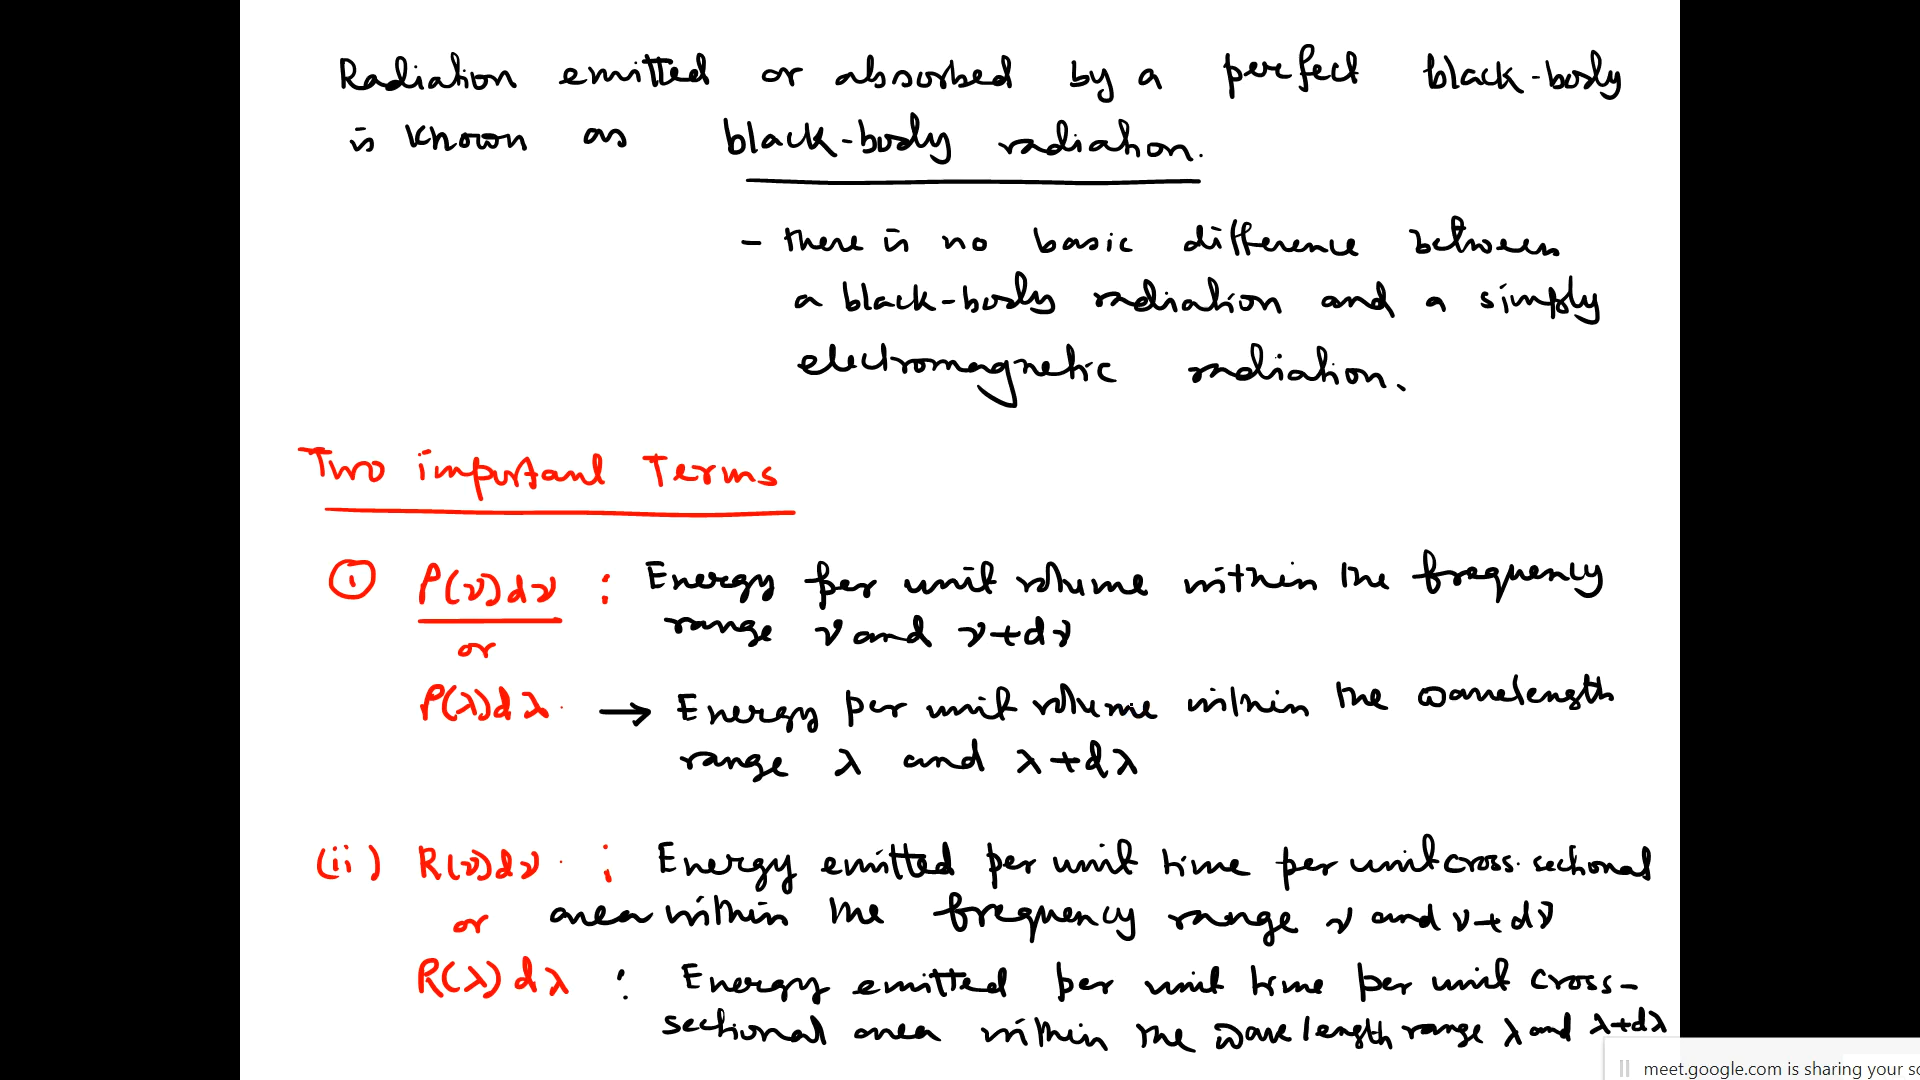 Radiation emitted or absorbed by a perfect black-body
is known as black-body radiation.
- there is no basic difference between
a black-body radiation and a simply
electromagnetic radiation.
Two important Terms
(i) ρ(ν)dν : Energy per unit volume within the frequency
range ν and ν+dν
or
ρ(λ)dλ. → Energy per unit volume within the wavelength
range λ and λ+dλ
(ii) R(ν)dν. : Energy emitted per unit time per unit cross-sectional
or area within the frequency range ν and ν+dν
R(λ)dλ : Energy emitted per unit time per unit cross-
sectional area within the wavelength range λ and λ+dλ
meet.google.com is sharing your sc